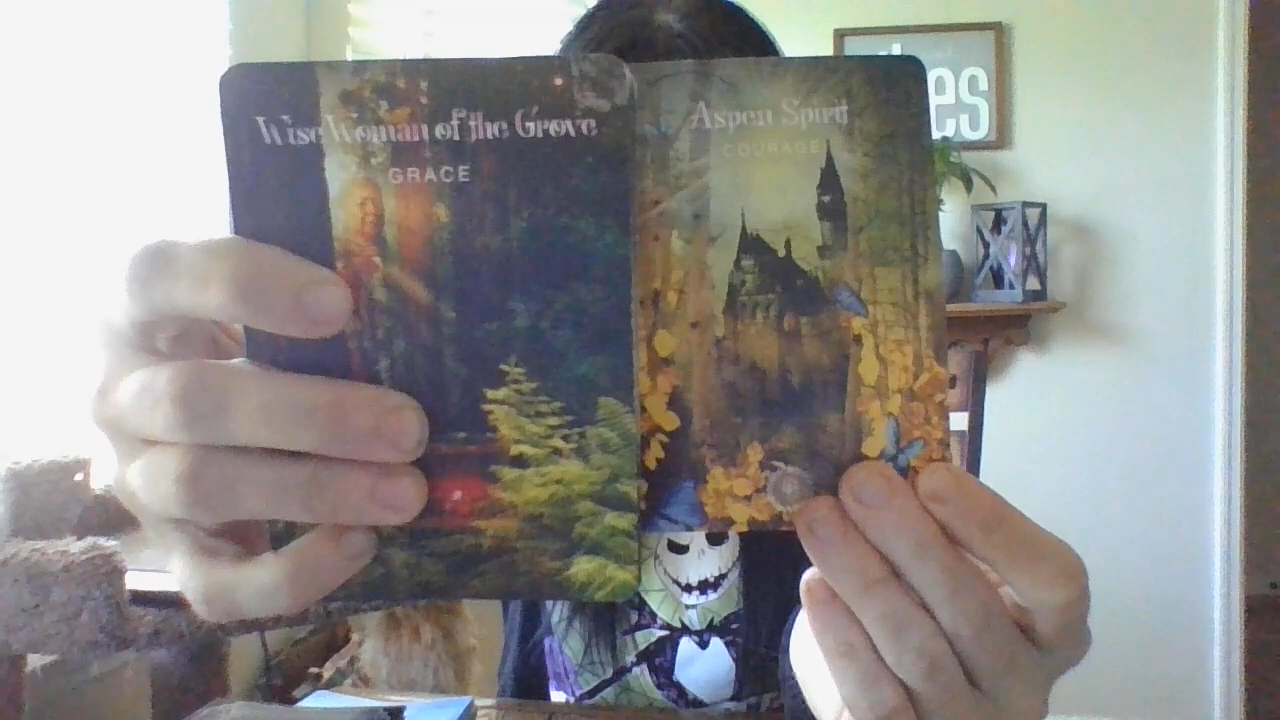 Wise Woman of the Grove
GRACE
Aspen Spirit
COURAGE
es